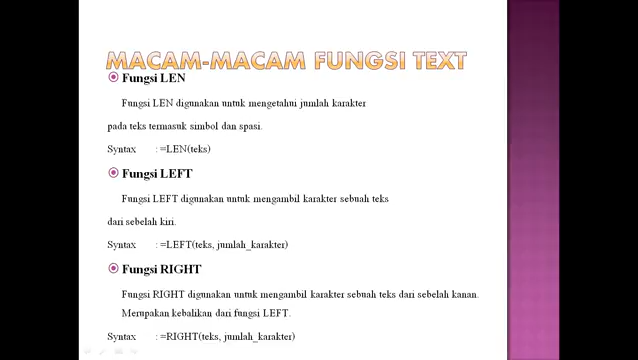 MACAM-MACAM FUNGSI TEXT
Fungsi LEN
Fungsi LEN digunakan untuk mengetahui jumlah karakter
pada teks termasuk simbol dan spasi.
Syntax : =LEN(teks)
Fungsi LEFT
Fungsi LEFT digunakan untuk mengambil karakter sebuah teks
dari sebelah kiri.
Syntax : =LEFT(teks, jumlah_karakter)
Fungsi RIGHT
Fungsi RIGHT digunakan untuk mengambil karakter sebuah teks dari sebelah kanan.
Merupakan kebalikan dari fungsi LEFT.
Syntax : =RIGHT(teks, jumlah_karakter)